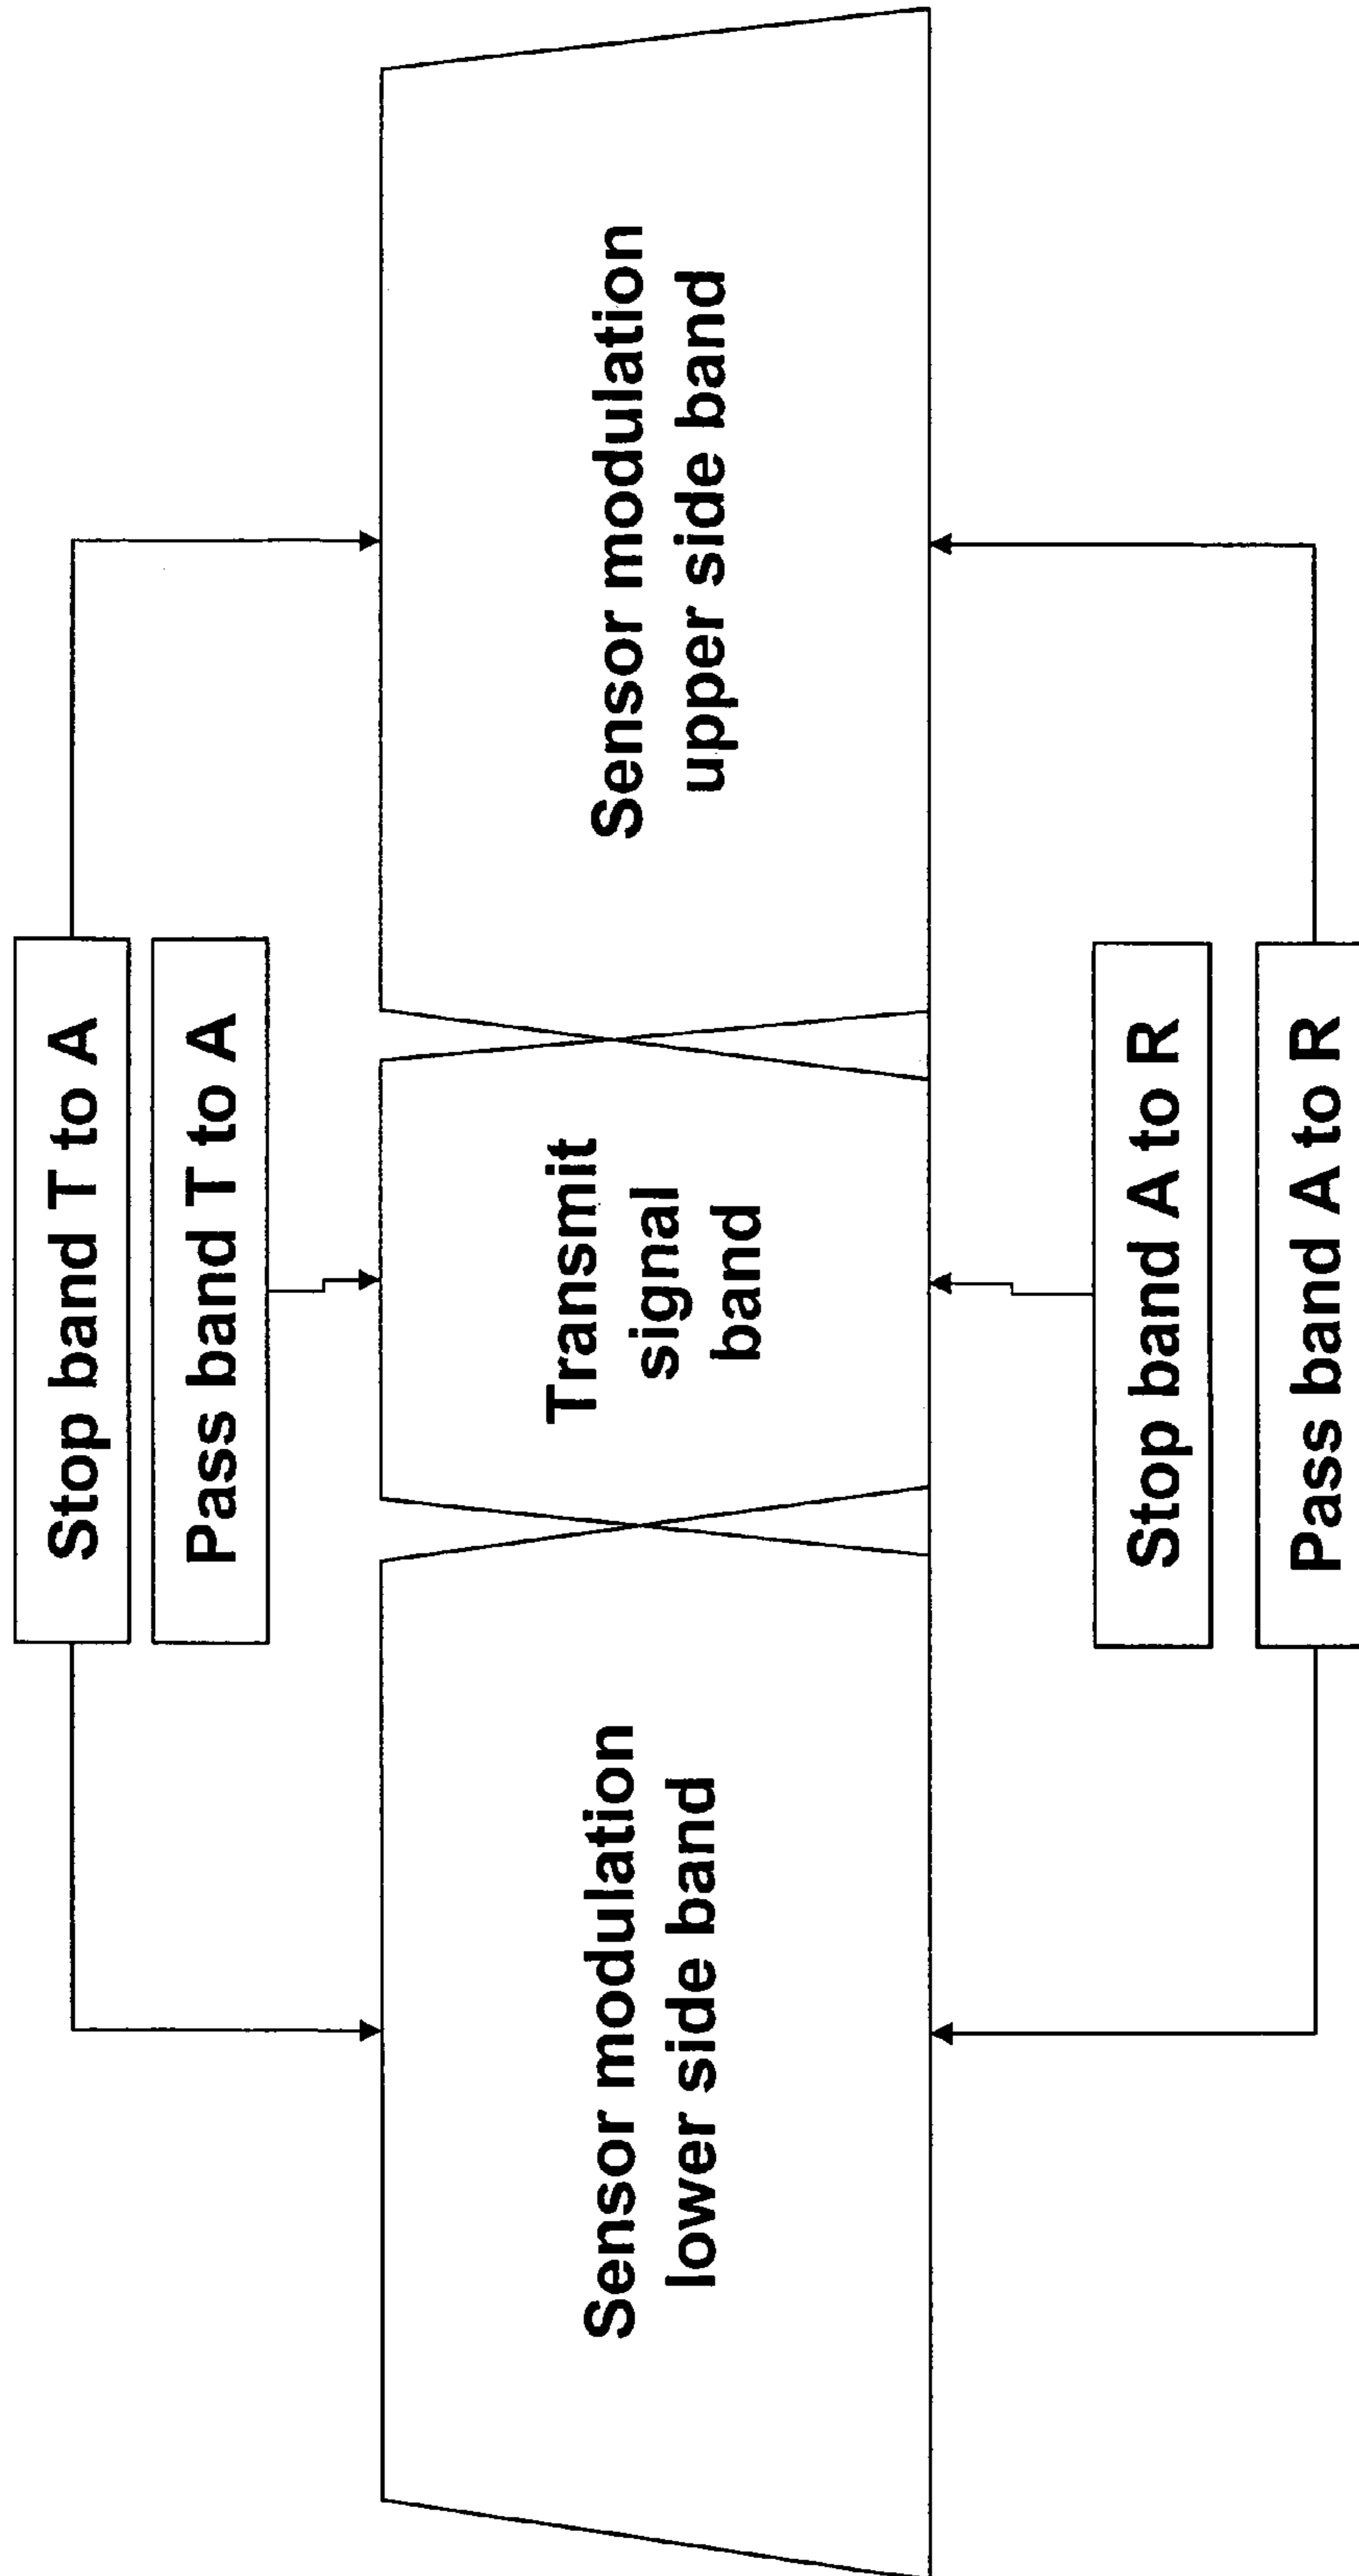 Stop band T to A
Pass band T to A
Sensor modulation
lower side band
Transmit
signal
band
Sensor modulation
upper side band
Stop band A to R
Pass band A to R